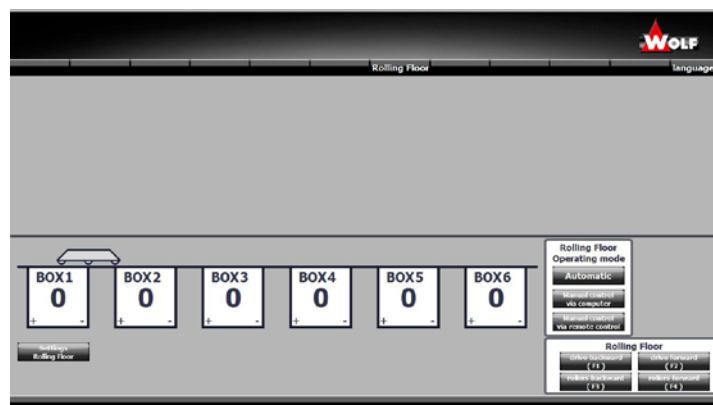 WOLF
Rolling Floor
language
Rolling Floor
Operating mode
BOX1
BOX2
BOX3
BOX4
BOX5
BOX6
Automatic
0
0
0
0
0
0
Manual control
via computer
+ -
+ -
+ -
+ -
+ -
+ -
Manual control
via remote control
Settings
Rolling Floor
Rolling Floor
drive backward
(F1)
drive forward
(F2)
rollers backward
(F3)
rollers forward
(F4)